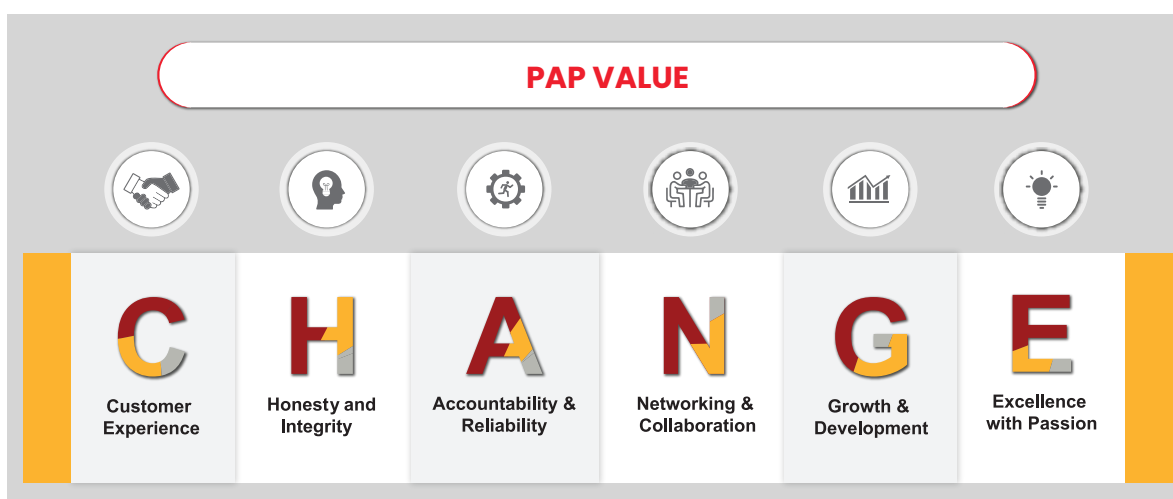 PAP VALUE
C
Customer
Experience
H
Honesty and
Integrity
A
Accountability &
Reliability
N
Networking &
Collaboration
G
Growth &
Development
E
Excellence
with Passion